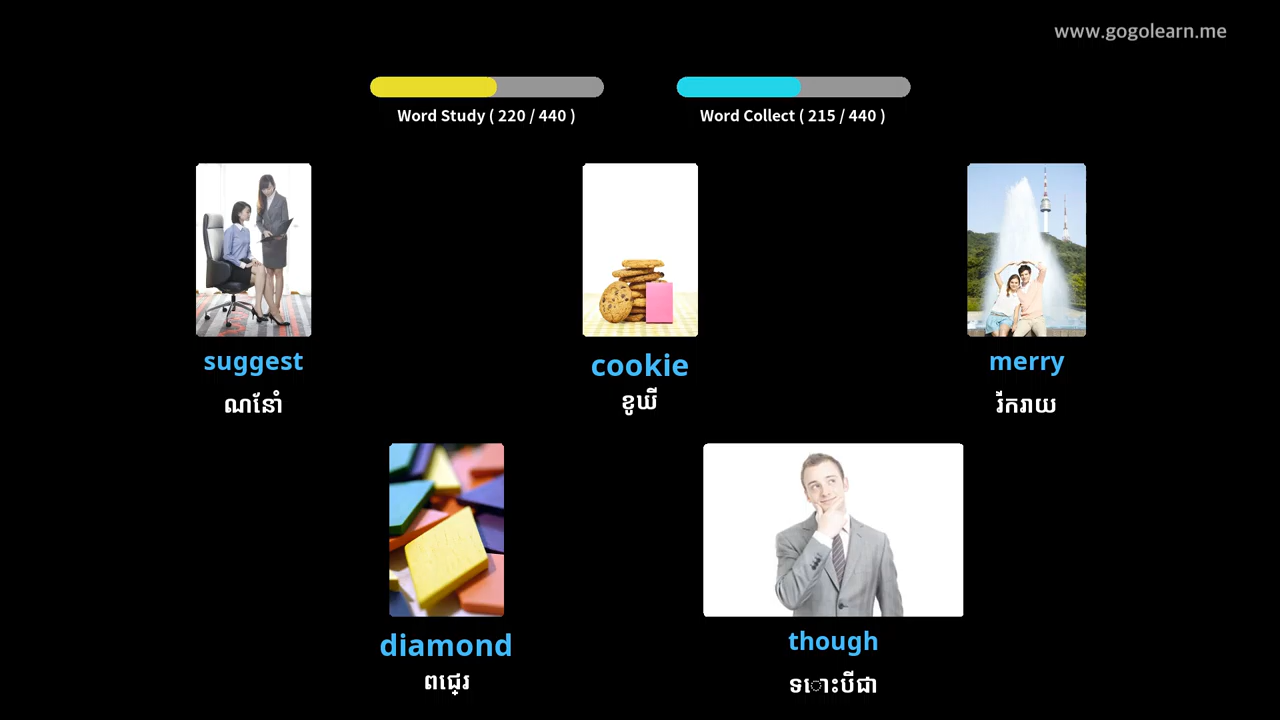 www.gogolearn.me
Word Study ( 220 / 440 )
Word Collect ( 215 / 440 )
suggest
ណនែាំ
cookie
ខូឃី
merry
រីករាយ
diamond
ពជ្រេ
though
ទោះបីជា